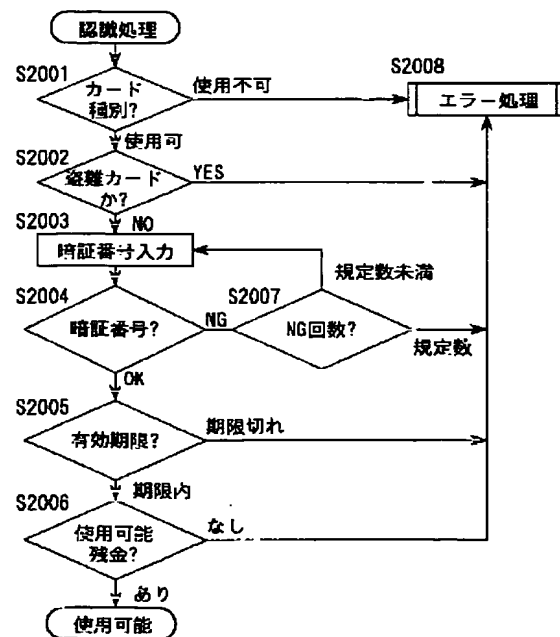 認識処理
S2001
カード
種別?
使用不可
S2008
エラー処理
使用可
S2002
盗難カード
か?
YES
S2003
NO
暗証番号入力
規定数未満
S2004
S2007
暗証番号?
NG
NG回数?
規定数
OK
S2005
有効期限?
期限切れ
期限内
S2006
使用可能
残金?
なし
あり
使用可能